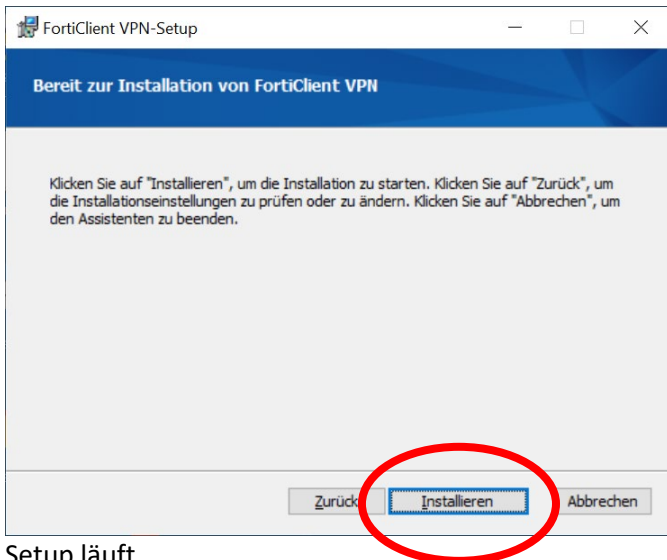 FortiClient VPN-Setup
Bereit zur Installation von FortiClient VPN
Klicken Sie auf "Installieren", um die Installation zu starten. Klicken Sie auf "Zurück", um
die Installationseinstellungen zu prüfen oder zu ändern. Klicken Sie auf "Abbrechen", um
den Assistenten zu beenden.
Zurück Installieren Abbrechen
Setup läuft